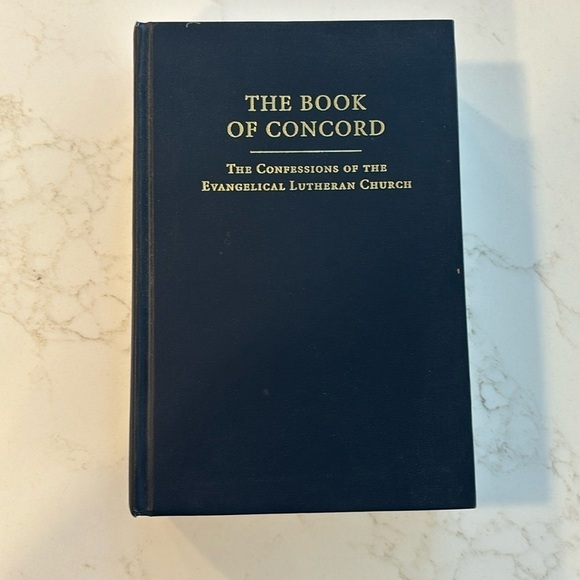 THE BOOK
OF CONCORD
THE CONFESSIONS OF THE
EVANGELICAL LUTHERAN CHURCH